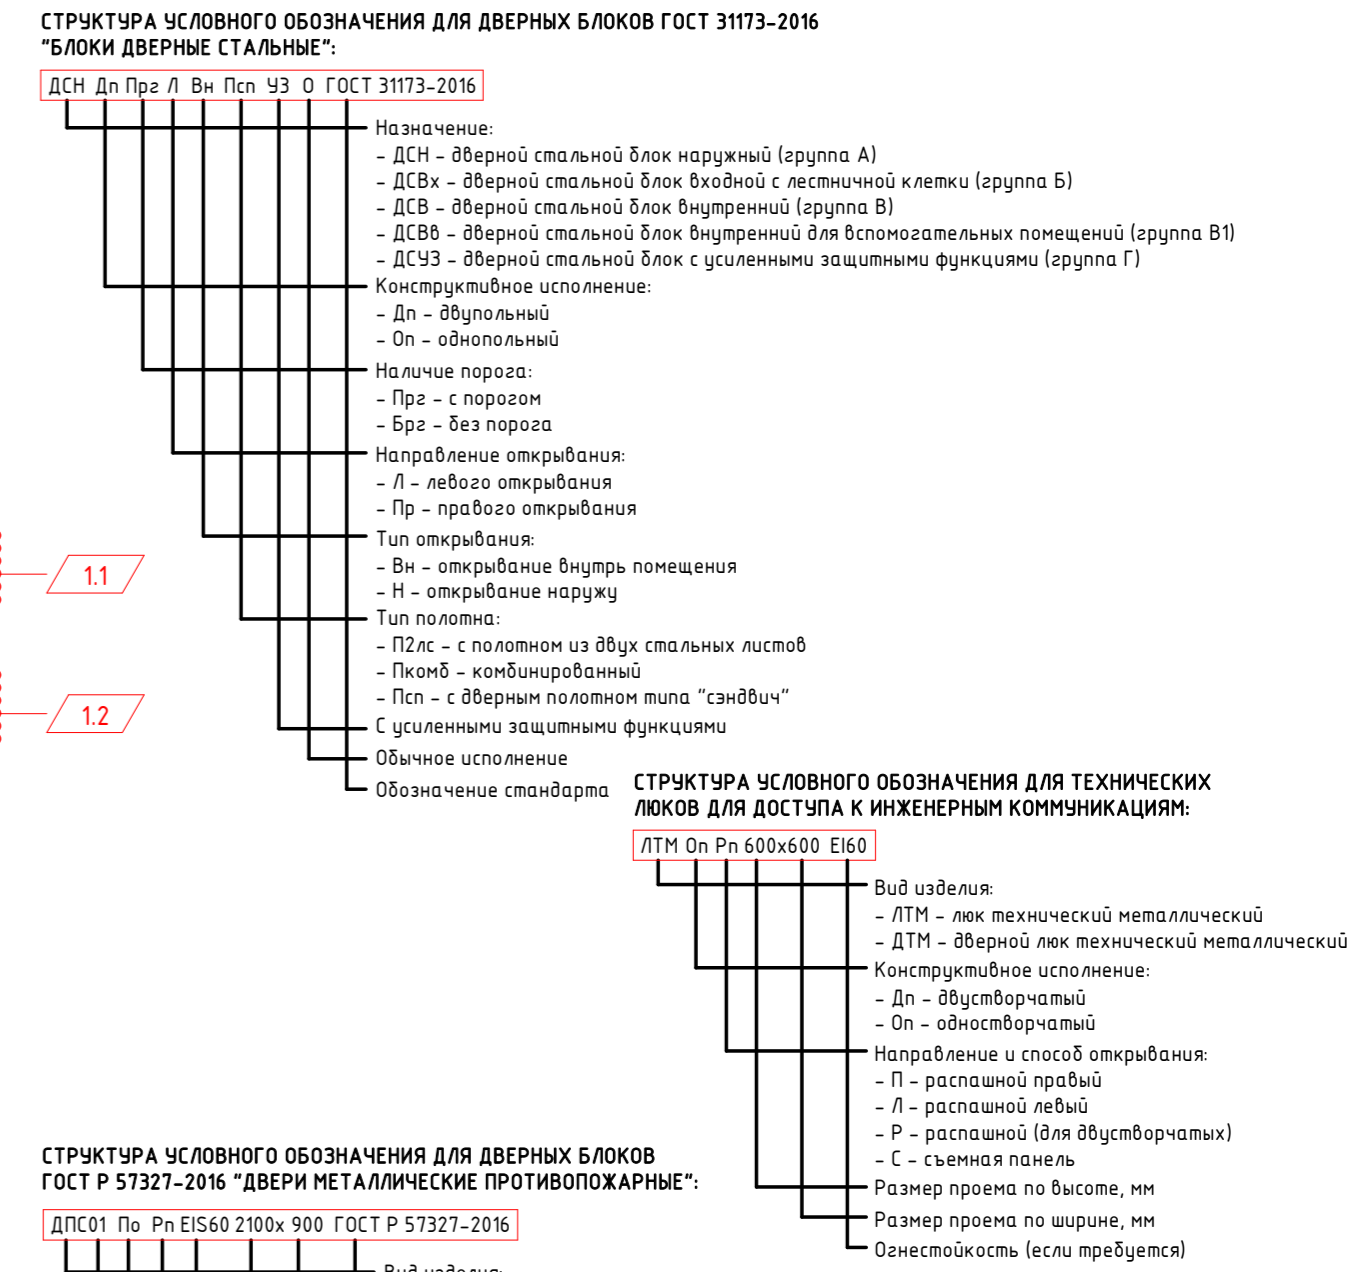 СТРУКТУРА УСЛОВНОГО ОБОЗНАЧЕНИЯ ДЛЯ ДВЕРНЫХ БЛОКОВ ГОСТ 31173-2016
"БЛОКИ ДВЕРНЫЕ СТАЛЬНЫЕ":
ДСН Дп Прг Л Вн Псп УЗ О ГОСТ 31173-2016
Назначение:
- ДСН - дверной стальной блок наружный (группа А)
- ДСВх - дверной стальной блок входной с лестничной клетки (группа Б)
- ДСВ - дверной стальной блок внутренний (группа В)
- ДСВв - дверной стальной блок внутренний для вспомогательных помещений (группа В1)
- ДСУЗ - дверной стальной блок с усиленными защитными функциями (группа Г)
Конструктивное исполнение:
- Дп - двупольный
- Оп - однопольный
Наличие порога:
- Прг - с порогом
- Брг - без порога
Направление открывания:
- Л - левого открывания
- Пр - правого открывания
Тип открывания:
- Вн - открывание внутрь помещения
- Н - открывание наружу
Тип полотна:
- П2лс - с полотном из двух стальных листов
- Пкомб - комбинированный
- Псп - с дверным полотном типа "сэндвич"
С усиленными защитными функциями
Обычное исполнение
Обозначение стандарта
1.1
1.2
СТРУКТУРА УСЛОВНОГО ОБОЗНАЧЕНИЯ ДЛЯ ТЕХНИЧЕСКИХ
ЛЮКОВ ДЛЯ ДОСТУПА К ИНЖЕНЕРНЫМ КОММУНИКАЦИЯМ:
ЛТМ Оп Рп 600х600 EI60
Вид изделия:
- ЛТМ - люк технический металлический
- ДТМ - дверной люк технический металлический
Конструктивное исполнение:
- Дп - двустворчатый
- Оп - одностворчатый
Направление и способ открывания:
- П - распашной правый
- Л - распашной левый
- Р - распашной (для двустворчатых)
- С - съемная панель
Размер проема по высоте, мм
Размер проема по ширине, мм
Огнестойкость (если требуется)
СТРУКТУРА УСЛОВНОГО ОБОЗНАЧЕНИЯ ДЛЯ ДВЕРНЫХ БЛОКОВ
ГОСТ Р 57327-2016 "ДВЕРИ МЕТАЛЛИЧЕСКИЕ ПРОТИВОПОЖАРНЫЕ":
ДПС01 По Рп EIS60 2100х 900 ГОСТ Р 57327-2016
Вид изделия: